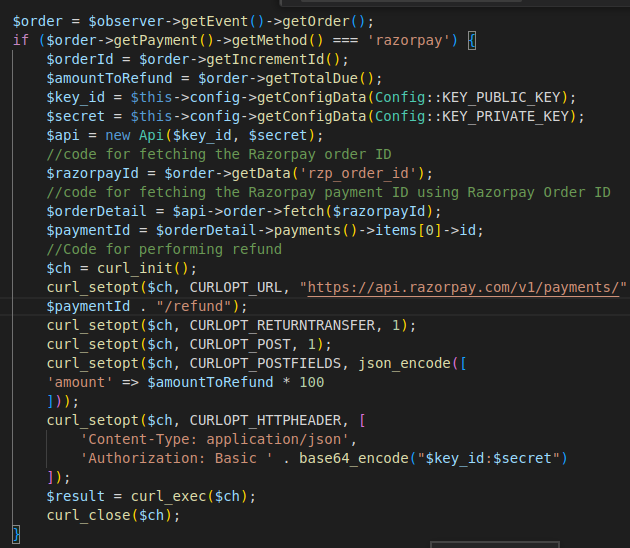 $order = $observer->getEvent()->getOrder();
if ($order->getPayment()->getMethod() === 'razorpay') {
$orderId = $order->getIncrementId();
$amountToRefund = $order->getTotalDue();
$key_id = $this->config->getConfigData(Config::KEY_PUBLIC_KEY);
$secret = $this->config->getConfigData(Config::KEY_PRIVATE_KEY);
$api = new Api($key_id, $secret);
//code for fetching the Razorpay order ID
$razorpayId = $order->getData('rzp_order_id');
//code for fetching the Razorpay payment ID using Razorpay Order ID
$orderDetail = $api->order->fetch($razorpayId);
$paymentId = $orderDetail->payments()->items[0]->id;
//Code for performing refund
$ch = curl_init();
curl_setopt($ch, CURLOPT_URL, "https://api.razorpay.com/v1/payments/"
$paymentId . "/refund");
curl_setopt($ch, CURLOPT_RETURNTRANSFER, 1);
curl_setopt($ch, CURLOPT_POST, 1);
curl_setopt($ch, CURLOPT_POSTFIELDS, json_encode([
'amount' => $amountToRefund * 100
]));
curl_setopt($ch, CURLOPT_HTTPHEADER, [
'Content-Type: application/json',
'Authorization: Basic ' . base64_encode("$key_id:$secret")
]);
$result = curl_exec($ch);
curl_close($ch);
}